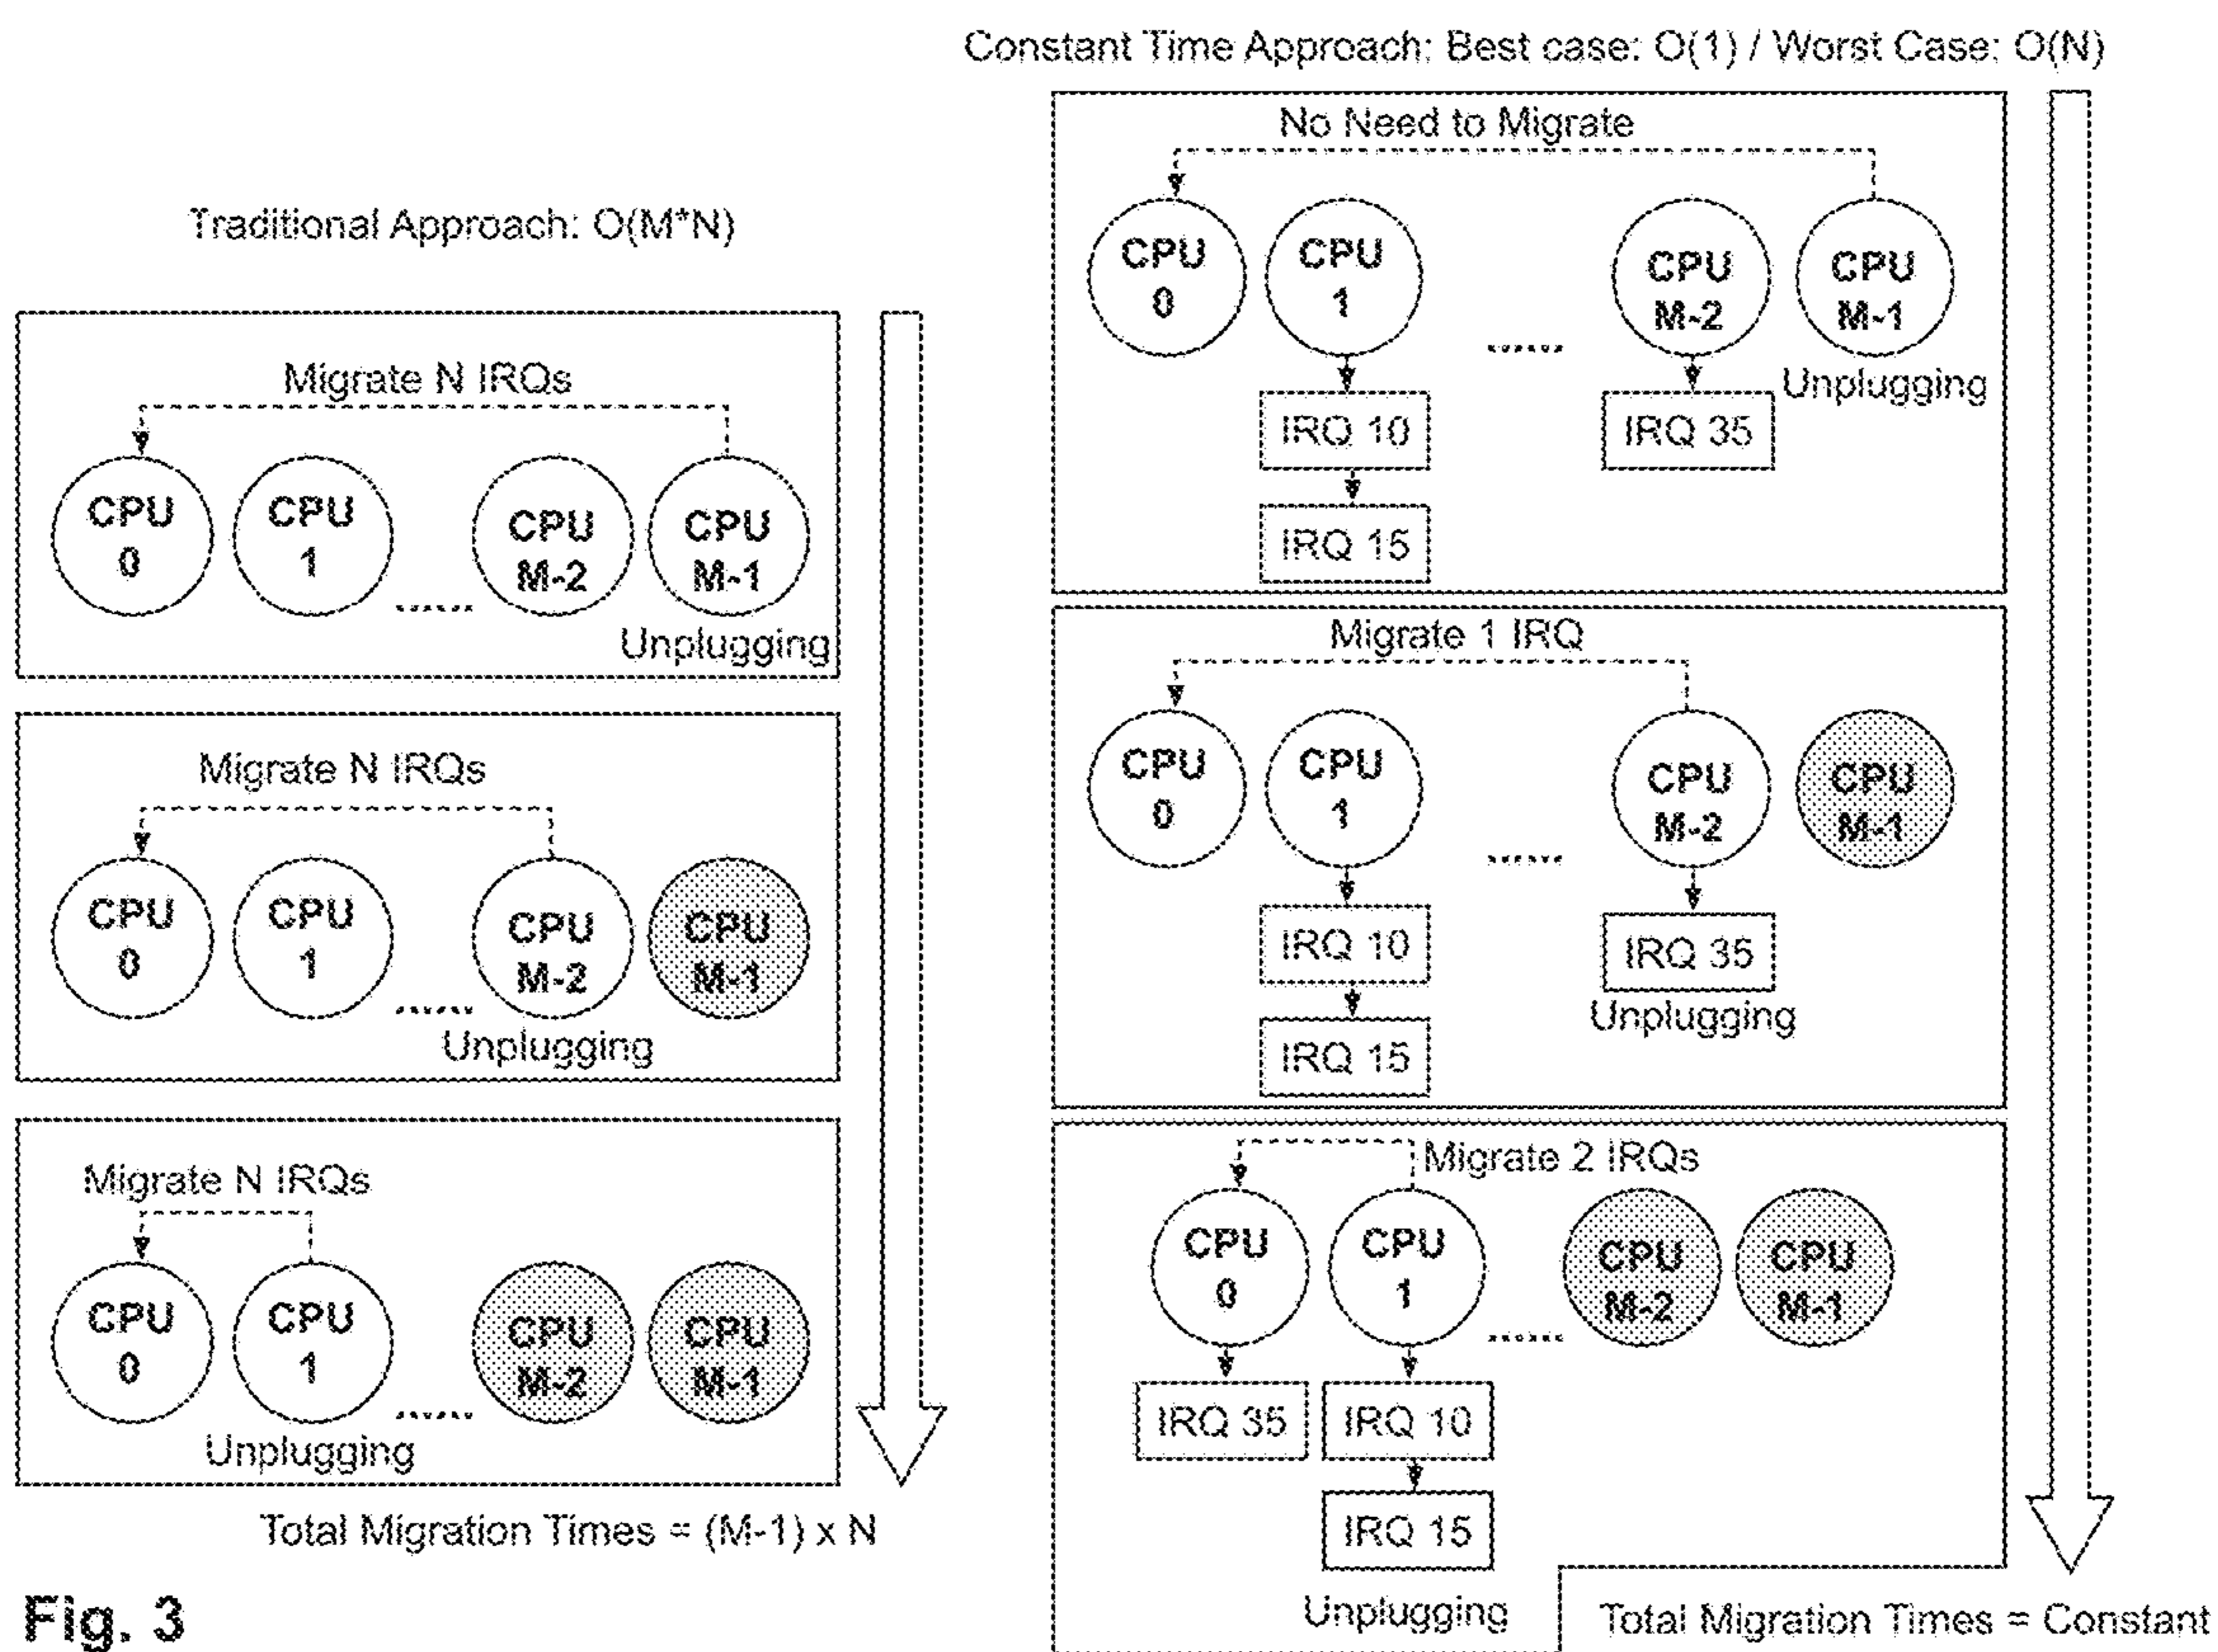 Constant Time Approach: Best case: O(1) / Worst Case: O(N)
Traditional Approach: O(M*N)
Migrate N IRQs
CPU 0
CPU 1
......
CPU M-2
CPU M-1
Unplugging
Migrate N IRQs
CPU 0
CPU 1
......
CPU M-2
CPU M-1
Unplugging
Migrate N IRQs
CPU 0
CPU 1
......
CPU M-2
CPU M-1
Unplugging
Total Migration Times = (M-1) x N
No Need to Migrate
CPU 0
CPU 1
......
CPU M-2
CPU M-1
Unplugging
IRQ 10
IRQ 35
IRQ 15
Migrate 1 IRQ
CPU 0
CPU 1
......
CPU M-2
CPU M-1
IRQ 10
IRQ 35
Unplugging
IRQ 15
Migrate 2 IRQs
CPU 0
CPU 1
......
CPU M-2
CPU M-1
IRQ 35
IRQ 10
IRQ 15
Unplugging
Total Migration Times = Constant
Fig. 3